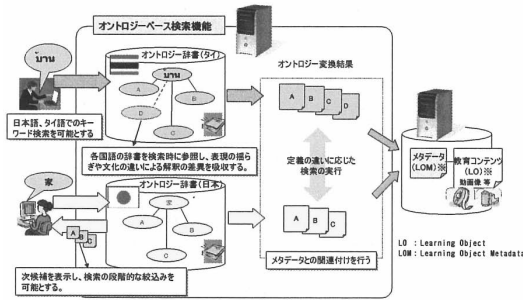 オントロジーベース検索機能
บ้าน
オントロジー辞書(タイ)
บ้าน
A
B
D
C
日本語、タイ語でのキー
ワード検索を可能とする
各国語の辞書を検索時に参照し、表現の揺ら
ぎや文化の違いによる解釈の差異を吸収する。
家
オントロジー辞書(日本)
家
A
B
C
A
B
C
次候補を表示し、検索の段階的な絞込みを
可能とする。
オントロジー変換結果
A
B
C
D
定義の違いに応じた
検索の実行
A
B
C
メタデータとの関連付けを行う
メタデータ
(LOM)※
教育コンテンツ
(LO)※
動画像 等
LO : Learning Object
LOM : Learning Object Metadata